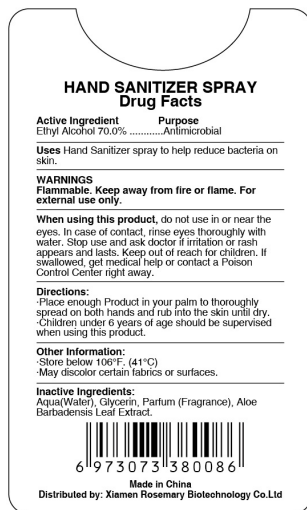 HAND SANITIZER SPRAY
Drug Facts
Active Ingredient Purpose
Ethyl Alcohol 70.0% ............Antimicrobial
Uses Hand Sanitizer spray to help reduce bacteria on
skin.
WARNINGS
Flammable. Keep away from fire or flame. For
external use only.
When using this product, do not use in or near the
eyes. In case of contact, rinse eyes thoroughly with
water. Stop use and ask doctor if irritation or rash
appears and lasts. Keep out of reach for children. If
swallowed, get medical help or contact a Poison
Control Center right away.
Directions:
·Place enough Product in your palm to thoroughly
spread on both hands and rub into the skin until dry.
·Children under 6 years of age should be supervised
when using this product.
Other Information:
·Store below 106°F. (41°C)
·May discolor certain fabrics or surfaces.
Inactive Ingredients:
Aqua(Water), Glycerin, Parfum (Fragrance), Aloe
Barbadensis Leaf Extract.
6 973073 380086
Made in China
Distributed by: Xiamen Rosemary Biotechnology Co.Ltd